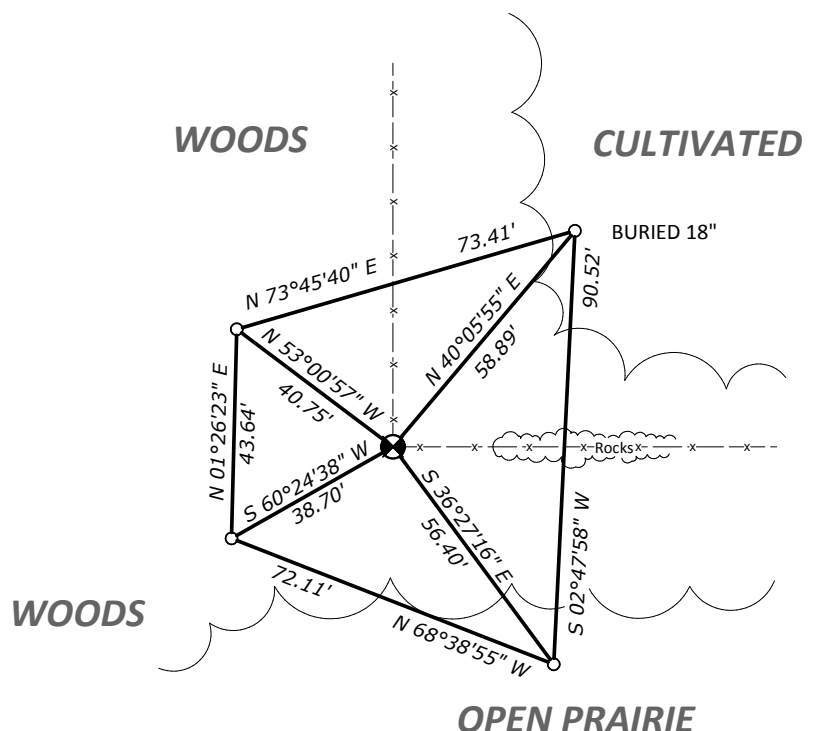 WOODS
CULTIVATED
BURIED 18"
73.41'
N 73°45'40" E
90.52'
N 40°05'55" E
58.89'
N 53°00'57" W
40.75'
N 01°26'23" E
43.64'
x
x
x
x
x
x
x
x
x
x
Rocks
x
x
x
S 60°24'38" W
38.70'
S 36°27'16" E
56.40'
S 02°47'58" W
72.11'
N 68°38'55" W
WOODS
OPEN PRAIRIE